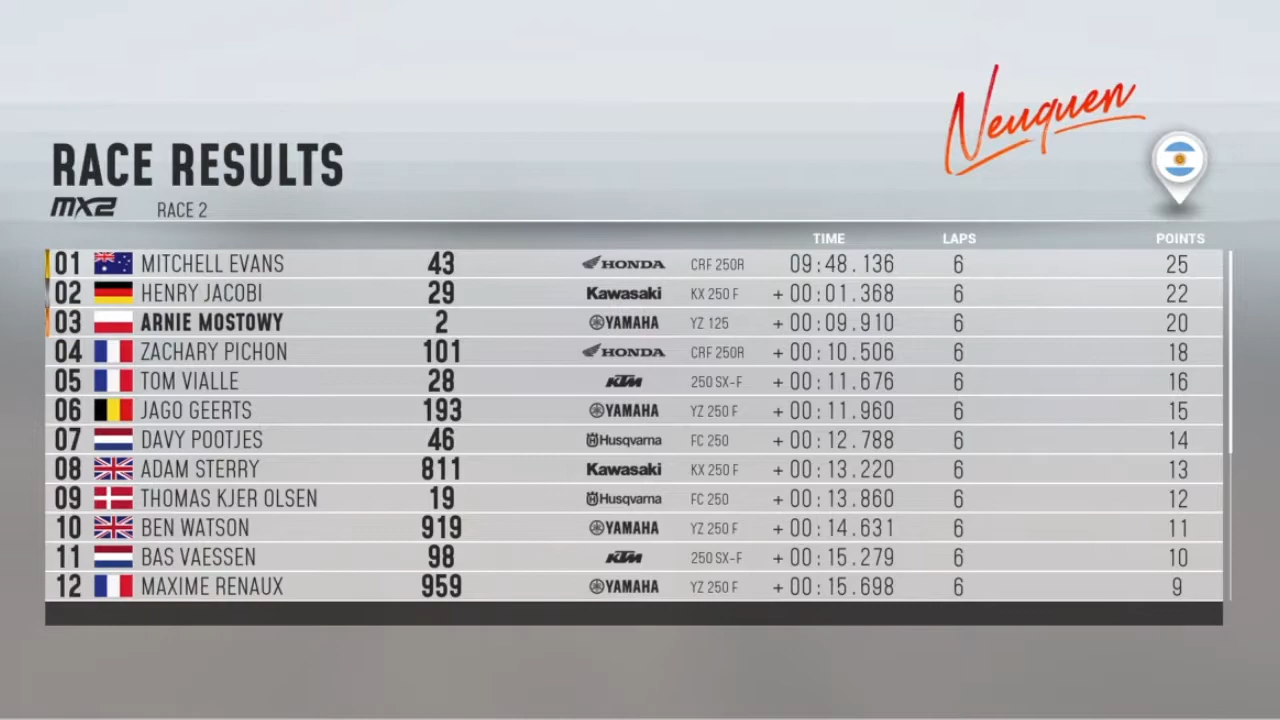 Neuquen
RACE RESULTS
MX2 RACE 2
TIME LAPS POINTS
01 MITCHELL EVANS 43 HONDA CRF 250R 09:48.136 6 25
02 HENRY JACOBI 29 Kawasaki KX 250 F + 00:01.368 6 22
03 ARNIE MOSTOWY 2 YAMAHA YZ 125 + 00:09.910 6 20
04 ZACHARY PICHON 101 HONDA CRF 250R + 00:10.506 6 18
05 TOM VIALLE 28 KTM 250 SX-F + 00:11.676 6 16
06 JAGO GEERTS 193 YAMAHA YZ 250 F + 00:11.960 6 15
07 DAVY POOTJES 46 Husqvarna FC 250 + 00:12.788 6 14
08 ADAM STERRY 811 Kawasaki KX 250 F + 00:13.220 6 13
09 THOMAS KJER OLSEN 19 Husqvarna FC 250 + 00:13.860 6 12
10 BEN WATSON 919 YAMAHA YZ 250 F + 00:14.631 6 11
11 BAS VAESSEN 98 KTM 250 SX-F + 00:15.279 6 10
12 MAXIME RENAUX 959 YAMAHA YZ 250 F + 00:15.698 6 9